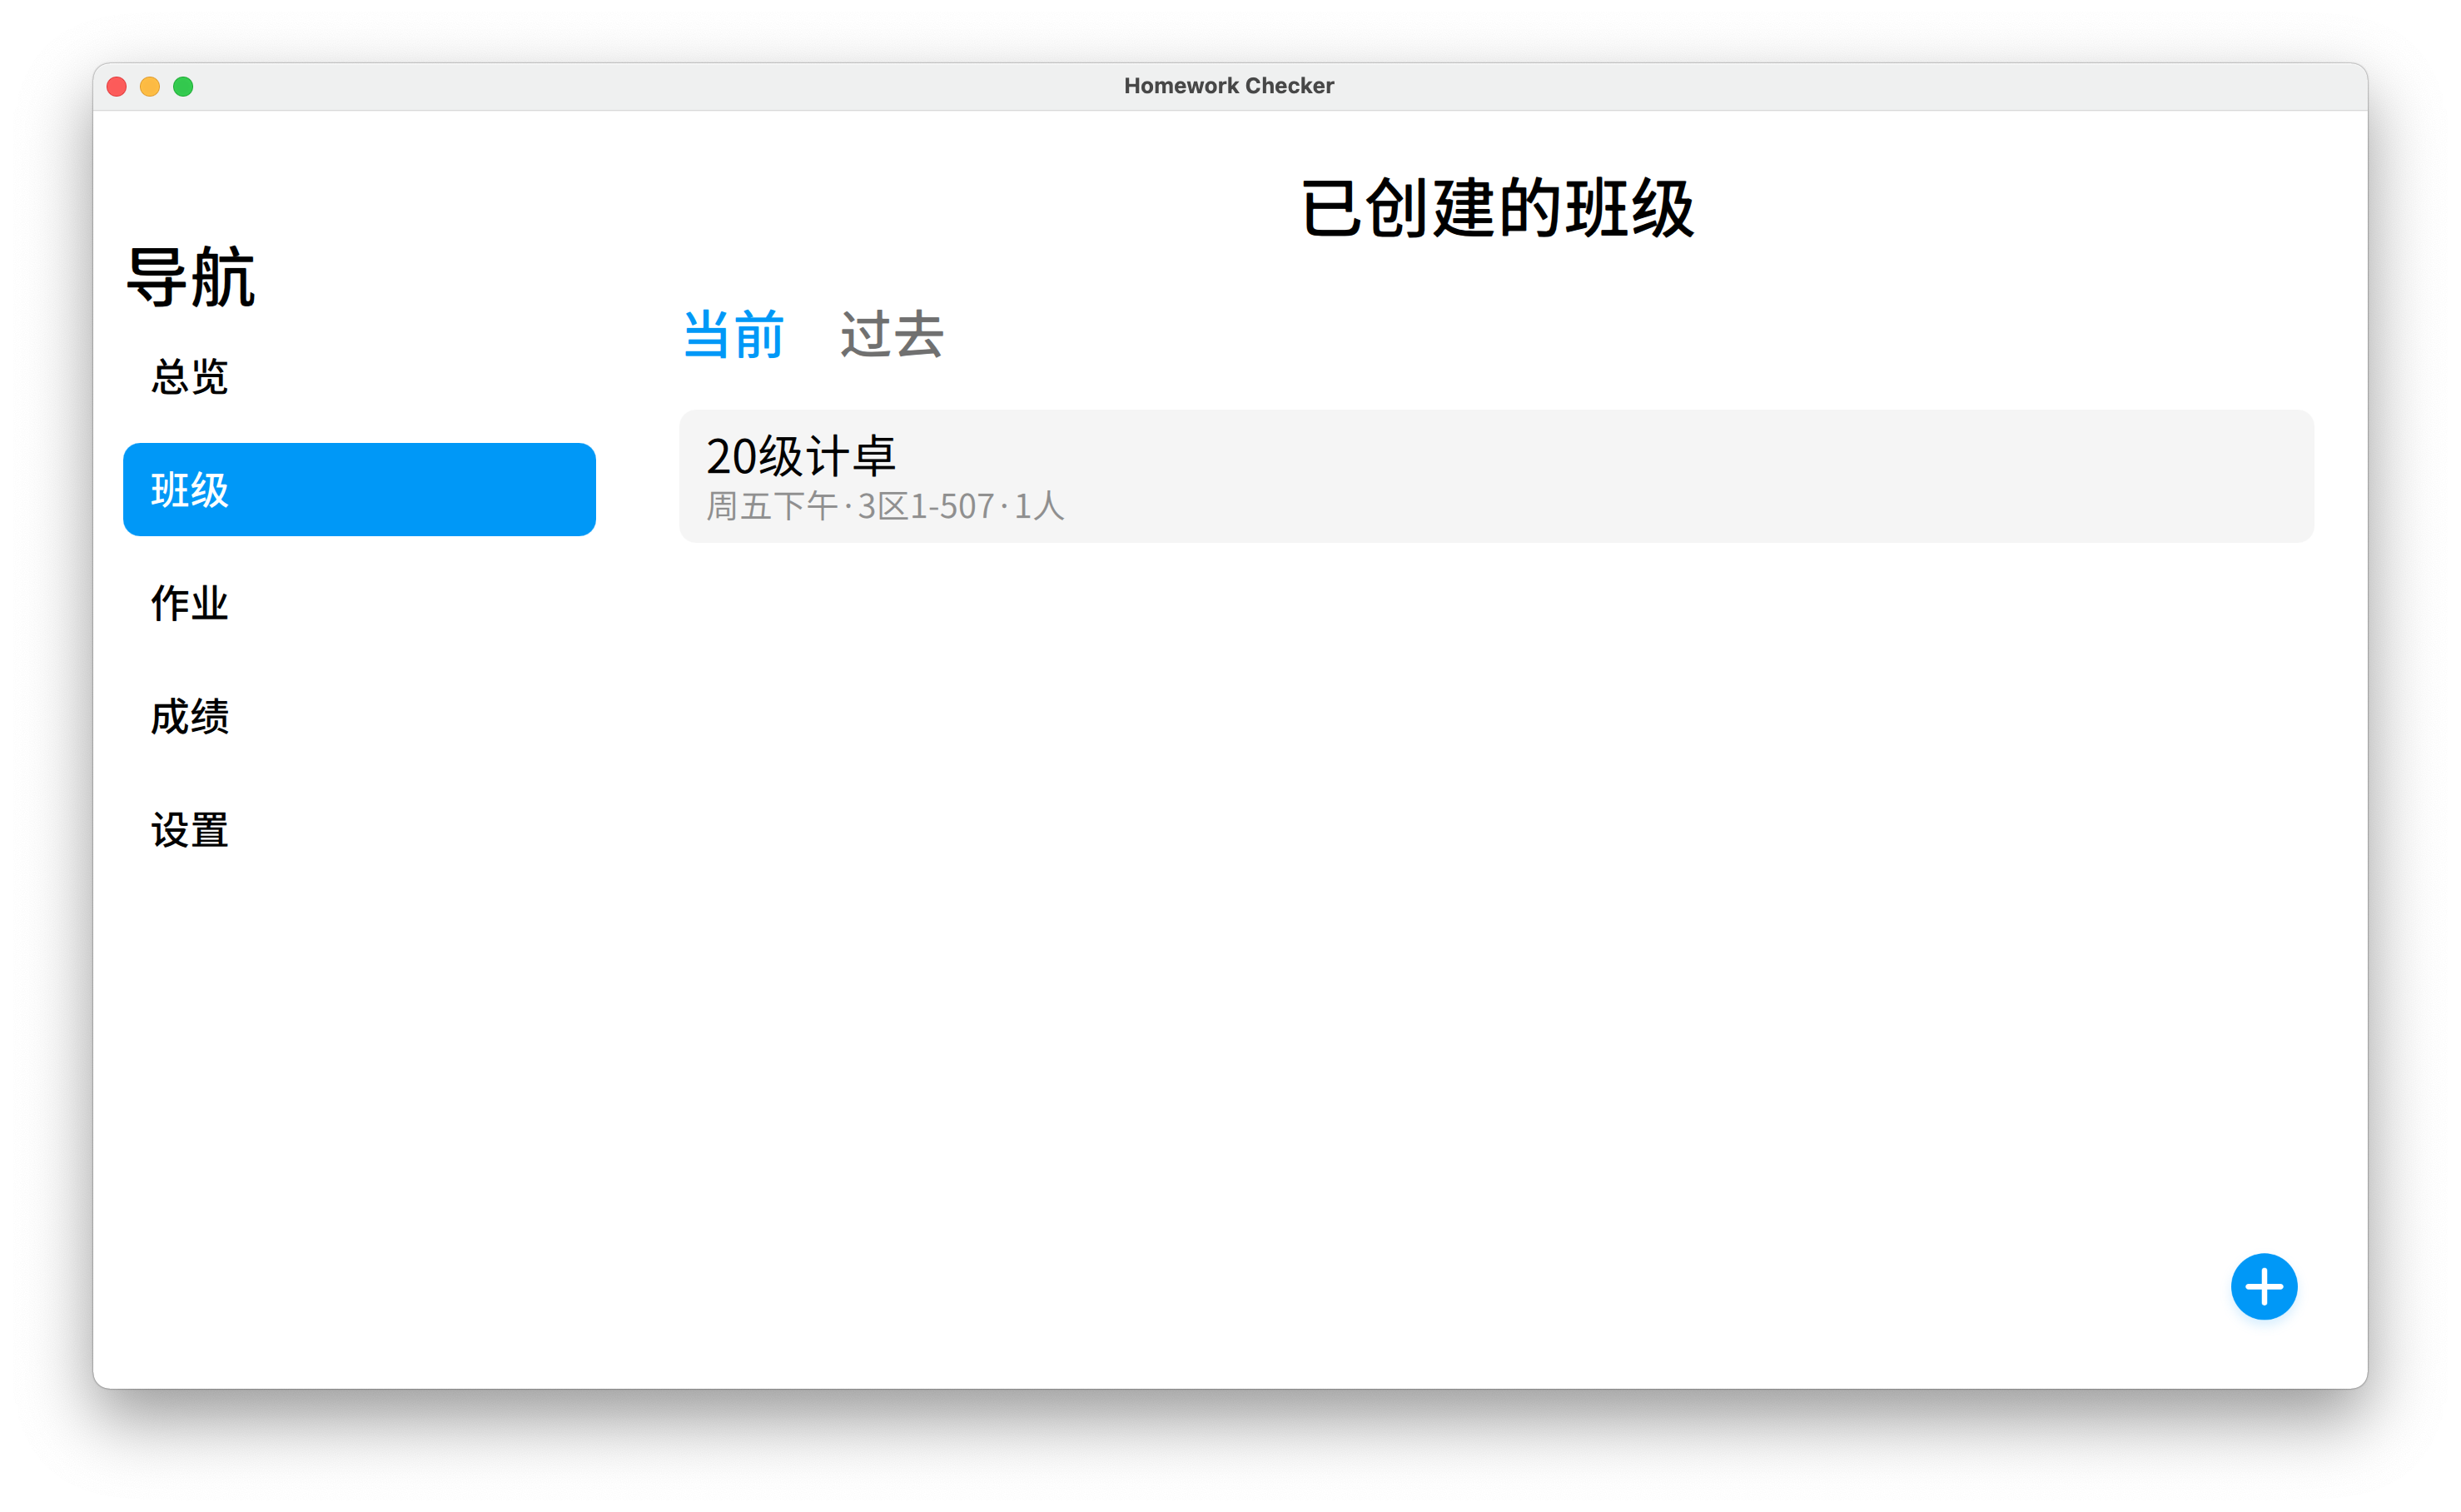 Homework Checker
导航
总览
班级
作业
成绩
设置
已创建的班级
当前 过去
20级计卓
周五下午·3区1-507·1人